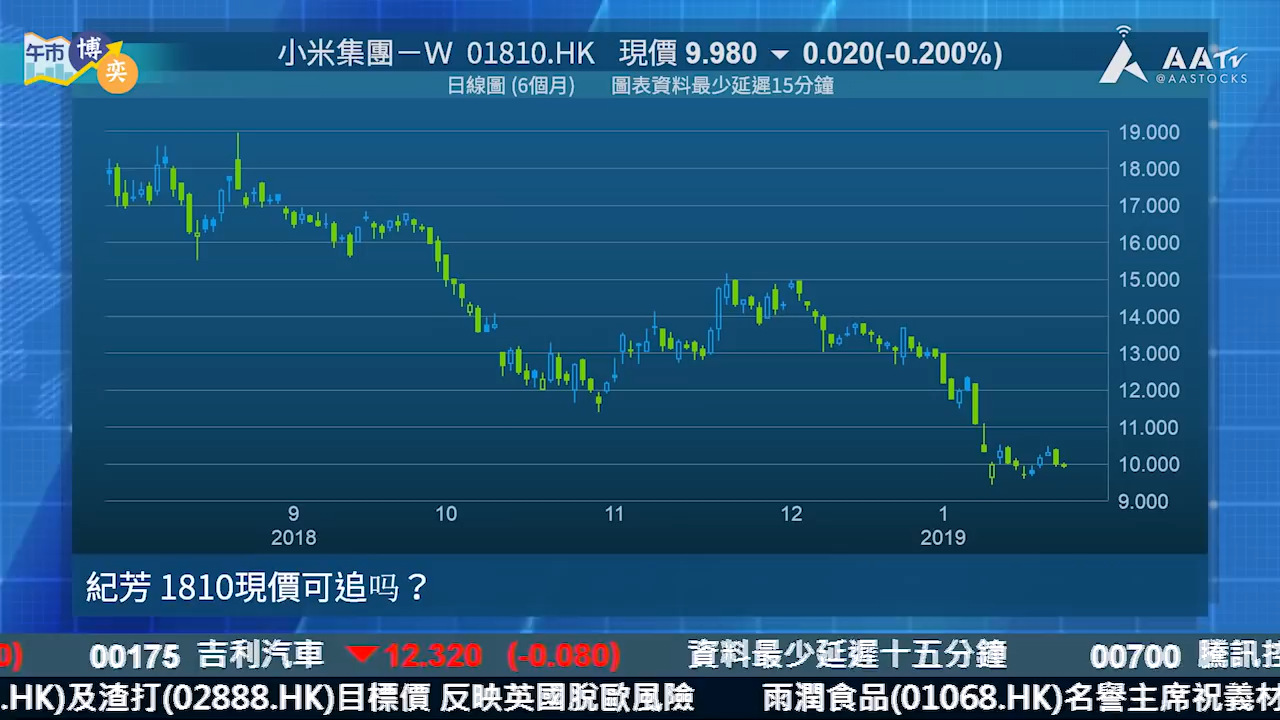 午市
博
奕
小米集團－W 01810.HK 現價 9.980 0.020(-0.200%)
日線圖 (6個月) 圖表資料最少延遲15分鐘
AATV
@AASTOCKS
19.000
18.000
17.000
16.000
15.000
14.000
13.000
12.000
11.000
10.000
9.000
9 10 11 12 1
2018 2019
紀芳 1810現價可追吗？
0) 00175 吉利汽車 12.320 (-0.080) 資料最少延遲十五分鐘 00700 騰訊控
.HK)及渣打(02888.HK)目標價 反映英國脫歐風險 雨潤食品(01068.HK)名譽主席祝義材